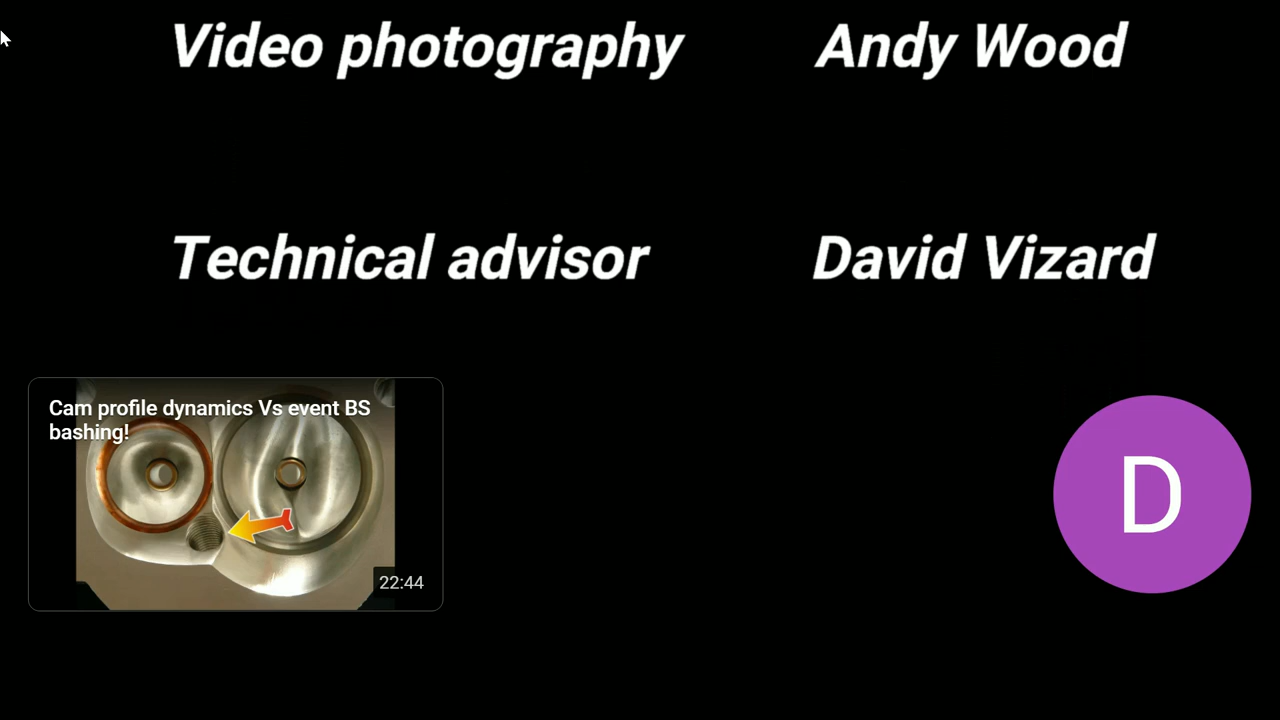 Video photography Andy Wood
Technical advisor David Vizard
Cam profile dynamics Vs event BS
bashing!
22:44
D